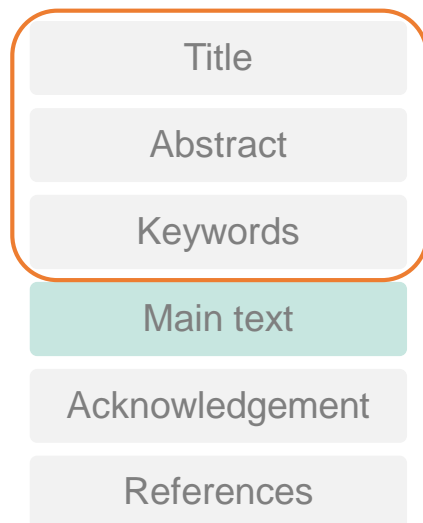 Title
Abstract
Keywords
Main text
Acknowledgement
References